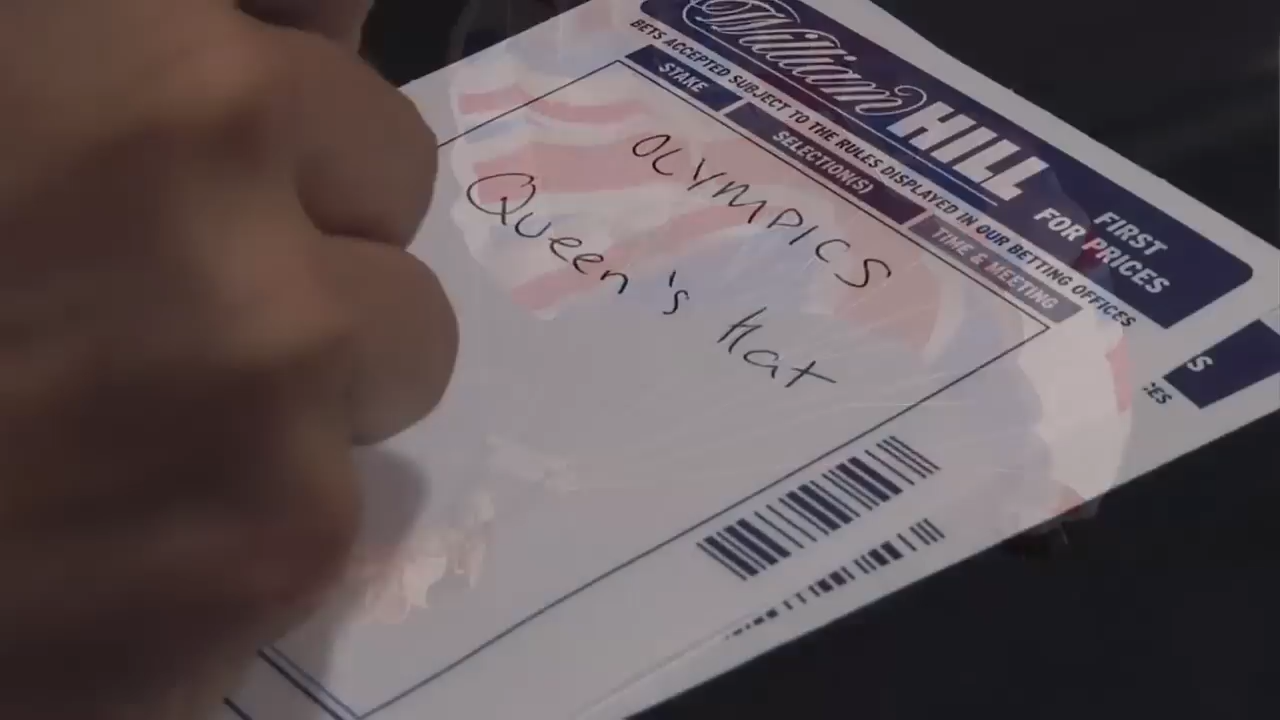 William HILL
FIRST
FOR PRICES
BETS ACCEPTED SUBJECT TO THE RULES DISPLAYED IN OUR BETTING OFFICES
STAKE
SELECTION(S)
TIME & MEETING
OLYMPICS
Queen's Hat
S
ES